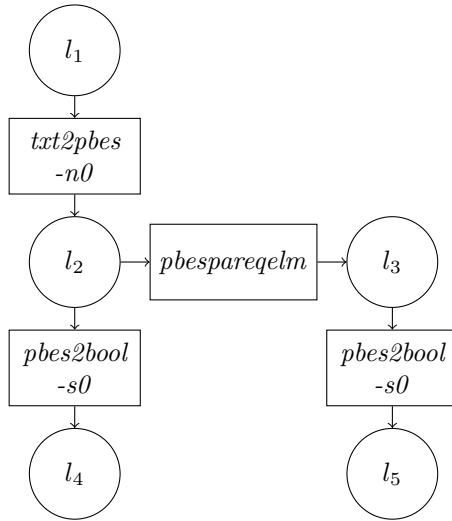 l₁
txt2pbes
-n0
l₂
pbespareqelm
l₃
pbes2bool
-s0
pbes2bool
-s0
l₄
l₅